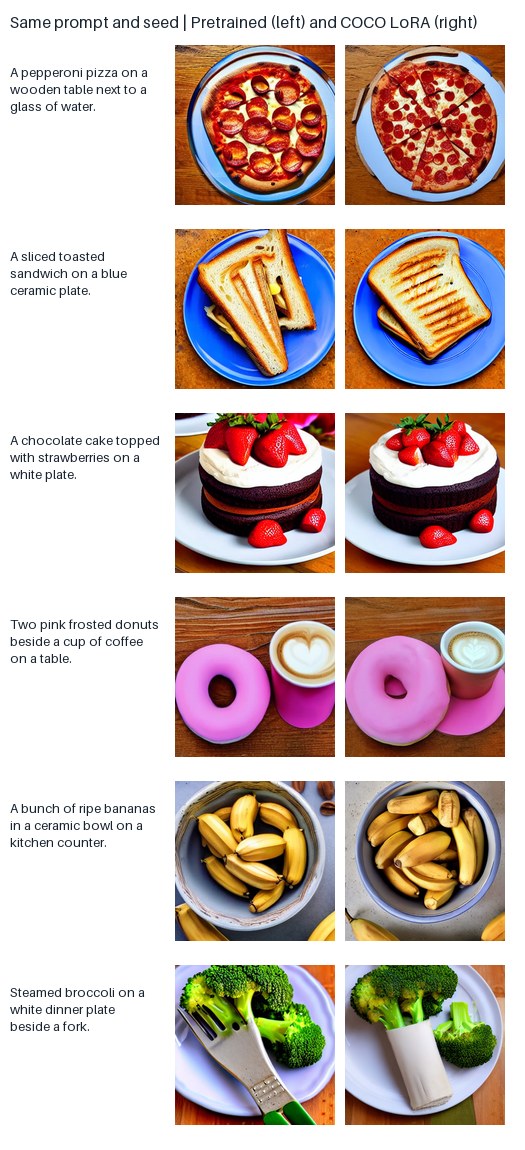 Same prompt and seed | Pretrained (left) and COCO LoRA (right)
A pepperoni pizza on a
wooden table next to a
glass of water.
A sliced toasted
sandwich on a blue
ceramic plate.
A chocolate cake topped
with strawberries on a
white plate.
Two pink frosted donuts
beside a cup of coffee
on a table.
A bunch of ripe bananas
in a ceramic bowl on a
kitchen counter.
Steamed broccoli on a
white dinner plate
beside a fork.